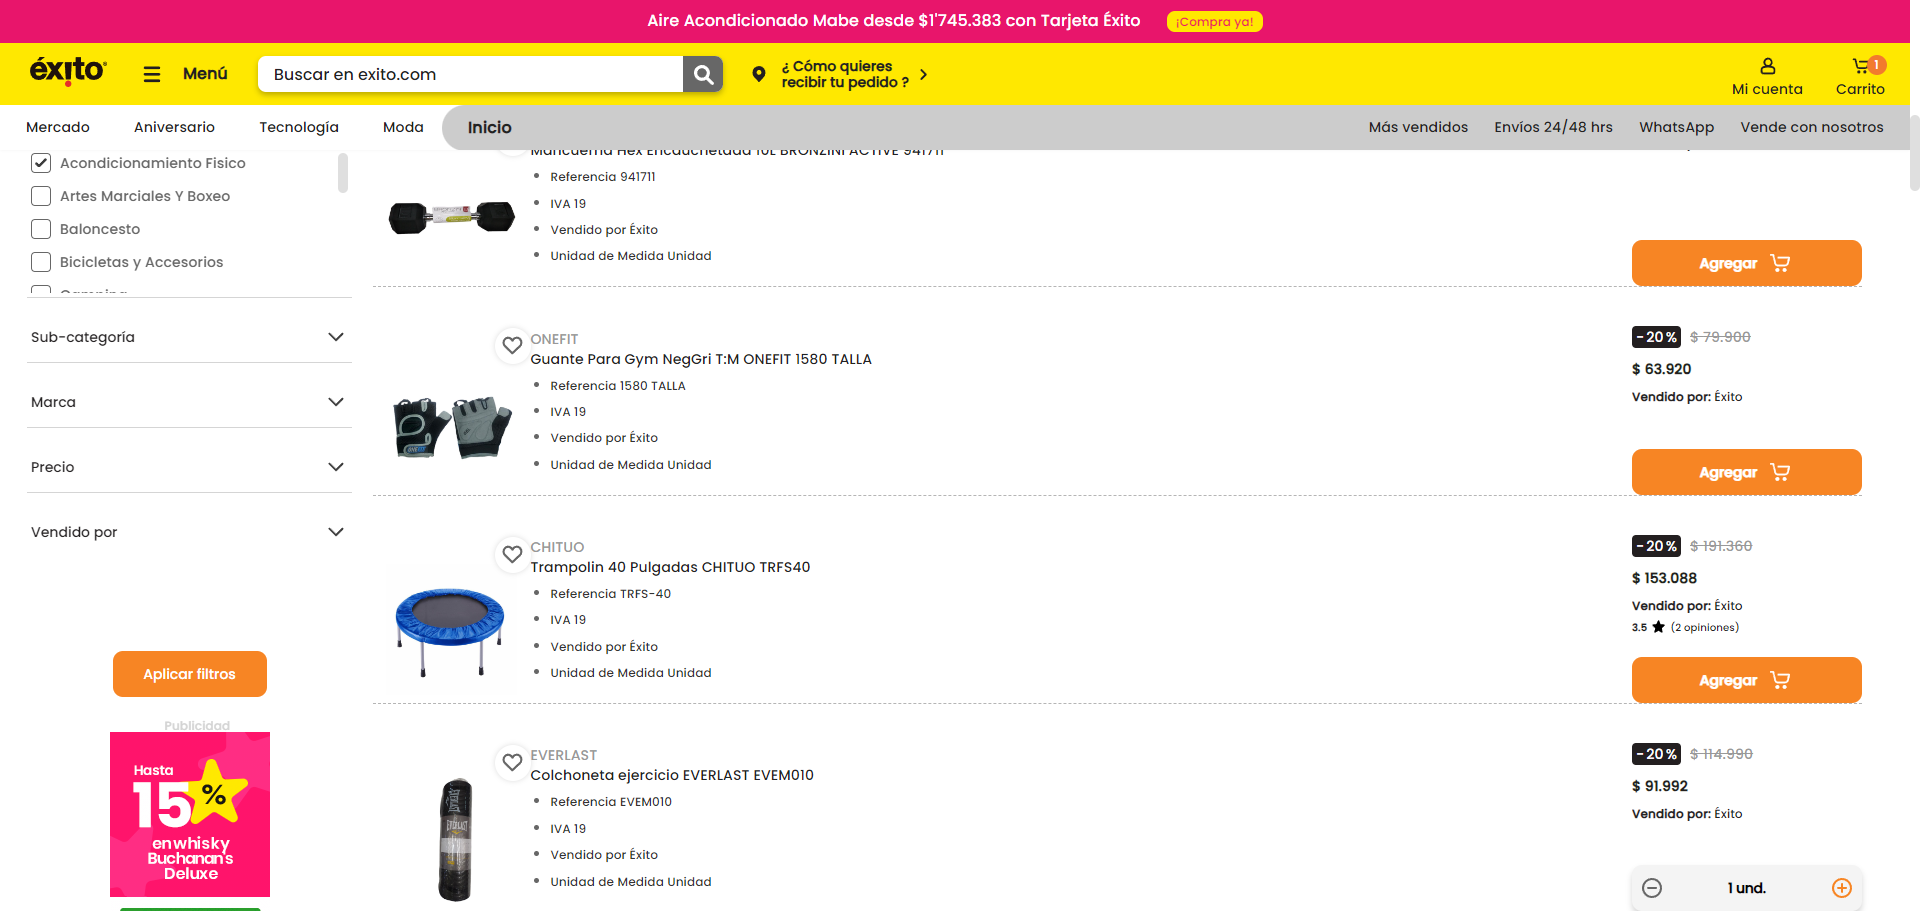 Aire Acondicionado Mabe desde $1'745.383 con Tarjeta Éxito ¡Compra ya!
éxito
Menú
Buscar en exito.com
¿ Cómo quieres
recibir tu pedido ?
Mi cuenta
1
Carrito
Mercado
Aniversario
Tecnología
Moda
Inicio
Más vendidos
Envíos 24/48 hrs
WhatsApp
Vende con nosotros
Acondicionamiento Fisico
Artes Marciales Y Boxeo
Baloncesto
Bicicletas y Accesorios
Camping
Sub-categoría
Marca
Precio
Vendido por
Aplicar filtros
Publicidad
Hasta
15%
en whisky
Buchanan's
Deluxe
Mancuerna Hex Encauchetada 10L BRONZINI ACTIVE 941711
Referencia 941711
IVA 19
Vendido por Éxito
Unidad de Medida Unidad
Agregar
ONEFIT
Guante Para Gym NegGri T:M ONEFIT 1580 TALLA
Referencia 1580 TALLA
IVA 19
Vendido por Éxito
Unidad de Medida Unidad
-20% $ 79.900
$ 63.920
Vendido por: Éxito
Agregar
CHITUO
Trampolin 40 Pulgadas CHITUO TRFS40
Referencia TRFS-40
IVA 19
Vendido por Éxito
Unidad de Medida Unidad
-20% $ 191.360
$ 153.088
Vendido por: Éxito
3.5 (2 opiniones)
Agregar
EVERLAST
Colchoneta ejercicio EVERLAST EVEM010
Referencia EVEM010
IVA 19
Vendido por Éxito
Unidad de Medida Unidad
-20% $ 114.990
$ 91.992
Vendido por: Éxito
1 und.